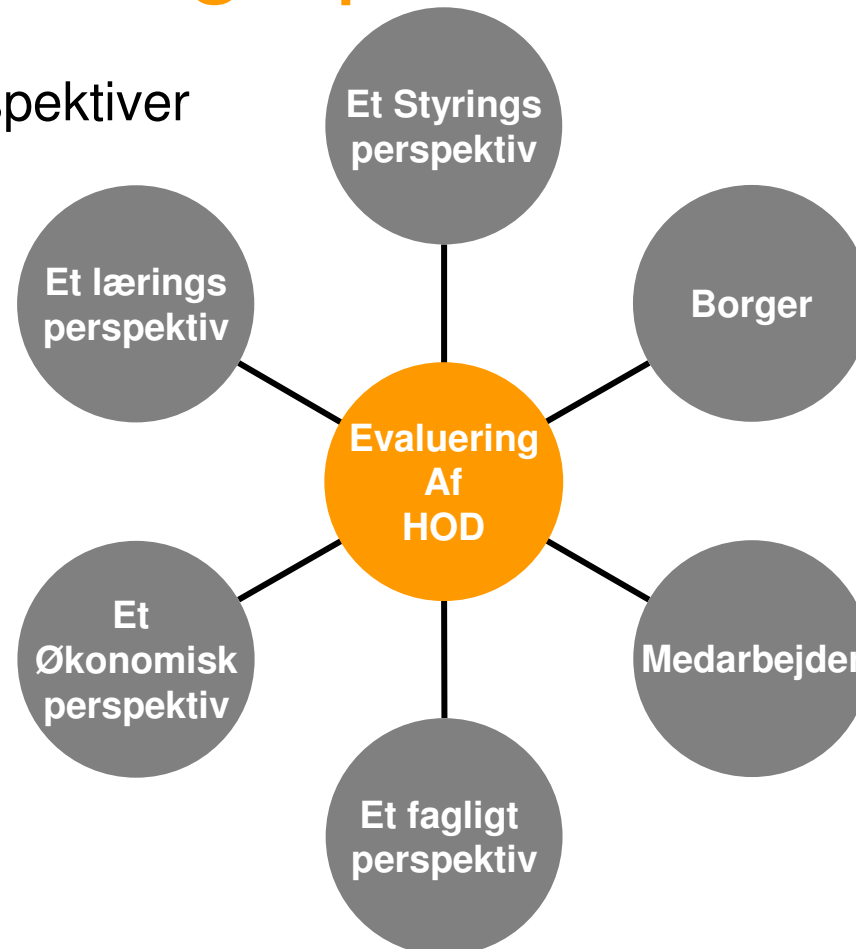 spektiver
Et Styrings
perspektiv
Borger
Medarbejder
Et fagligt
perspektiv
Et
Økonomisk
perspektiv
Et lærings
perspektiv
Evaluering
Af
HOD